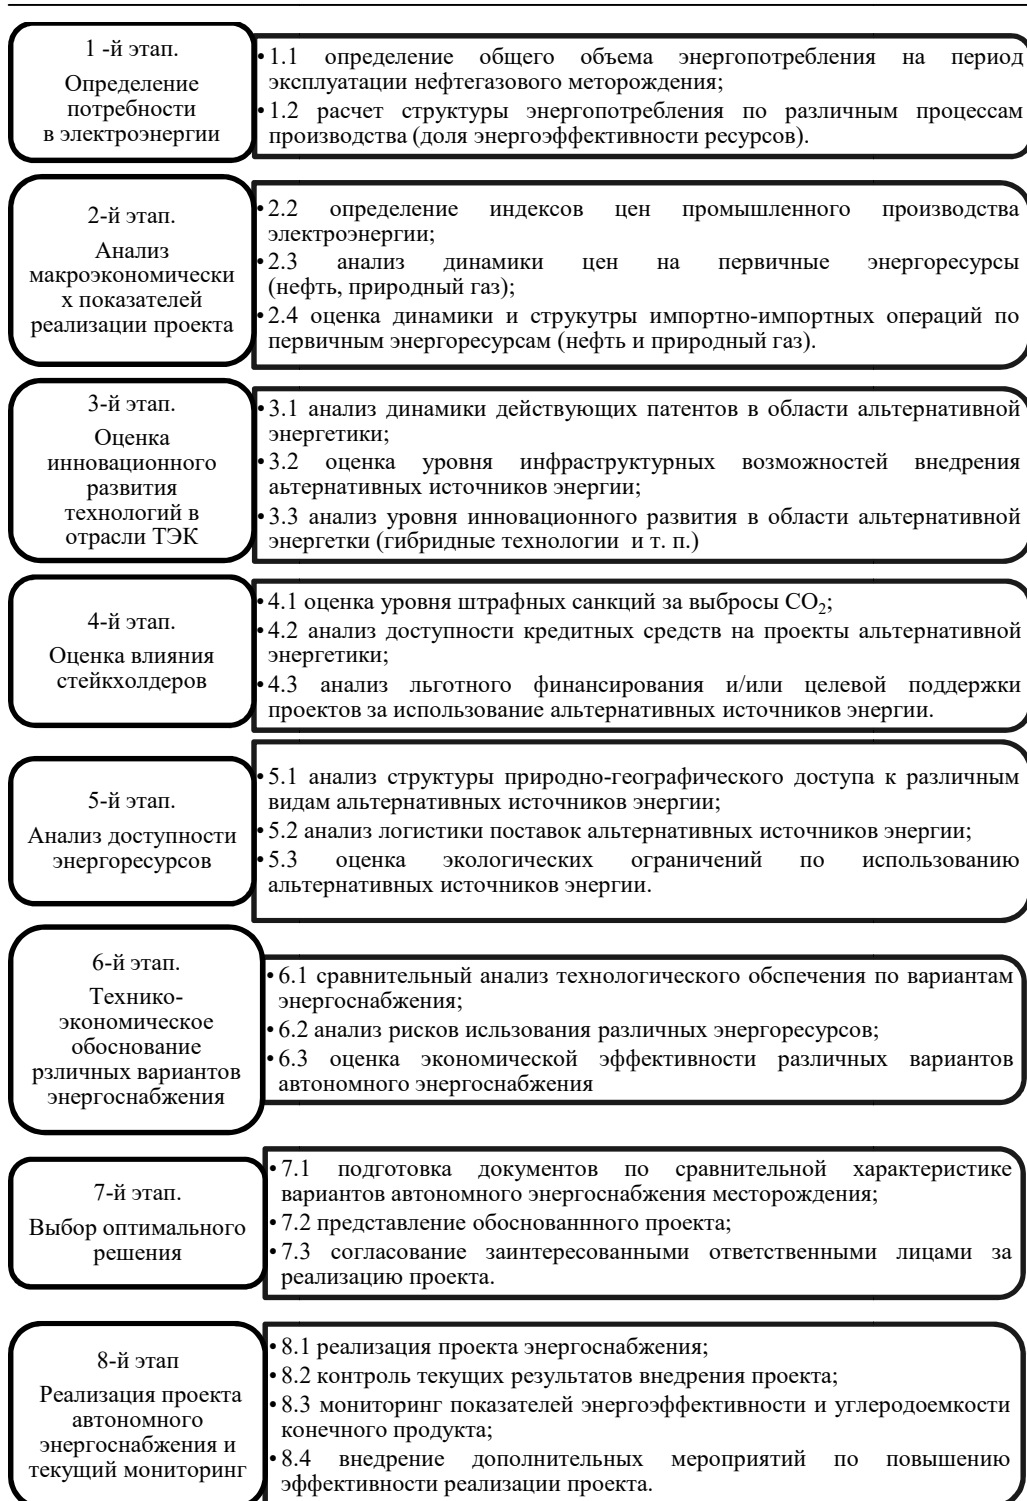 1 -й этап.
Определение
потребности
в электроэнергии
• 1.1 определение общего объема энергопотребления на период
эксплуатации нефтегазового меторождения;
• 1.2 расчет структуры энергопотребления по различным процессам
производства (доля энергоэффективности ресурсов).
2-й этап.
Анализ
макроэкономически
х показателей
реализации проекта
• 2.2 определение индексов цен промышленного производства
электроэнергии;
• 2.3 анализ динамики цен на первичные энергоресурсы
(нефть, природный газ);
• 2.4 оценка динамики и струкутры импортно-импортных операций по
первичным энергоресурсам (нефть и природный газ).
3-й этап.
Оценка
инновационного
развития
технологий в
отрасли ТЭК
• 3.1 анализ динамики действующих патентов в области альтернативной
энергетики;
• 3.2 оценка уровня инфраструктурных возможностей внедрения
аьтернативных источников энергии;
• 3.3 анализ уровня инновационного развития в области альтернативной
энергетки (гибридные технологии и т. п.)
4-й этап.
Оценка влияния
стейкхолдеров
• 4.1 оценка уровня штрафных санкций за выбросы CO₂;
• 4.2 анализ доступности кредитных средств на проекты альтернативной
энергетики;
• 4.3 анализ льготного финансирования и/или целевой поддержки
проектов за использование альтернативных источников энергии.
5-й этап.
Анализ доступности
энергоресурсов
• 5.1 анализ структуры природно-географического доступа к различным
видам альтернативных источников энергии;
• 5.2 анализ логистики поставок альтернативных источников энергии;
• 5.3 оценка экологических ограничений по использованию
альтернативных источников энергии.
6-й этап.
Технико-
экономическое
обоснование
рзличных вариантов
энергоснабжения
• 6.1 сравнительный анализ технологического обспечения по вариантам
энергоснабжения;
• 6.2 анализ рисков исльзования различных энергоресурсов;
• 6.3 оценка экономической эффективности различных вариантов
автономного энергоснабжения
7-й этап.
Выбор оптимального
решения
• 7.1 подготовка документов по сравнительной характеристике
вариантов автономного энергоснабжения месторождения;
• 7.2 представление обоснованнного проекта;
• 7.3 согласование заинтересованными ответственными лицами за
реализацию проекта.
8-й этап
Реализация проекта
автономного
энергоснабжения и
текущий мониторинг
• 8.1 реализация проекта энергоснабжения;
• 8.2 контроль текущих результатов внедрения проекта;
• 8.3 мониторинг показателей энергоэффективности и углеродоемкости
конечного продукта;
• 8.4 внедрение дополнительных мероприятий по повышению
эффективности реализации проекта.